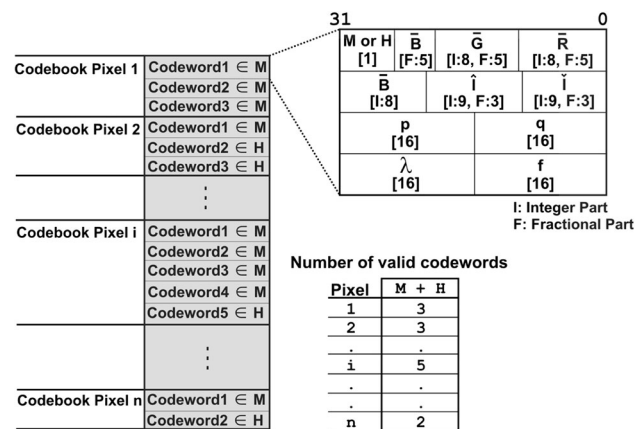 31 0
M or H B̄ Ḡ R̄
[1] [F:5] [I:8, F:5] [I:8, F:5]
B̄ Î Ǐ
[I:8] [I:9, F:3] [I:9, F:3]
p q
[16] [16]
λ f
[16] [16]
I: Integer Part
F: Fractional Part
Codebook Pixel 1 Codeword1 ∈ M
Codeword2 ∈ M
Codeword3 ∈ M
Codebook Pixel 2 Codeword1 ∈ M
Codeword2 ∈ H
Codeword3 ∈ H
Codebook Pixel i Codeword1 ∈ M
Codeword2 ∈ M
Codeword3 ∈ M
Codeword4 ∈ M
Codeword5 ∈ H
Codebook Pixel n Codeword1 ∈ M
Codeword2 ∈ H
Number of valid codewords
Pixel M + H
1 3
2 3
. .
i 5
. .
. .
n 2